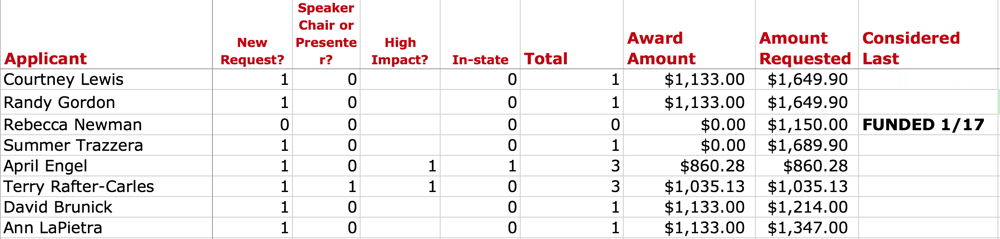 Applicant New Request? Speaker Chair or Presenter? High Impact? In-state Total Award Amount Amount Requested Considered Last
Courtney Lewis 1 0 0 1 $1,133.00 $1,649.90
Randy Gordon 1 0 0 1 $1,133.00 $1,649.90
Rebecca Newman 0 0 0 0 $0.00 $1,150.00 FUNDED 1/17
Summer Trazzera 1 0 0 1 $0.00 $1,689.90
April Engel 1 0 1 1 3 $860.28 $860.28
Terry Rafter-Carles 1 1 1 0 3 $1,035.13 $1,035.13
David Brunick 1 0 0 1 $1,133.00 $1,214.00
Ann LaPietra 1 0 0 1 $1,133.00 $1,347.00